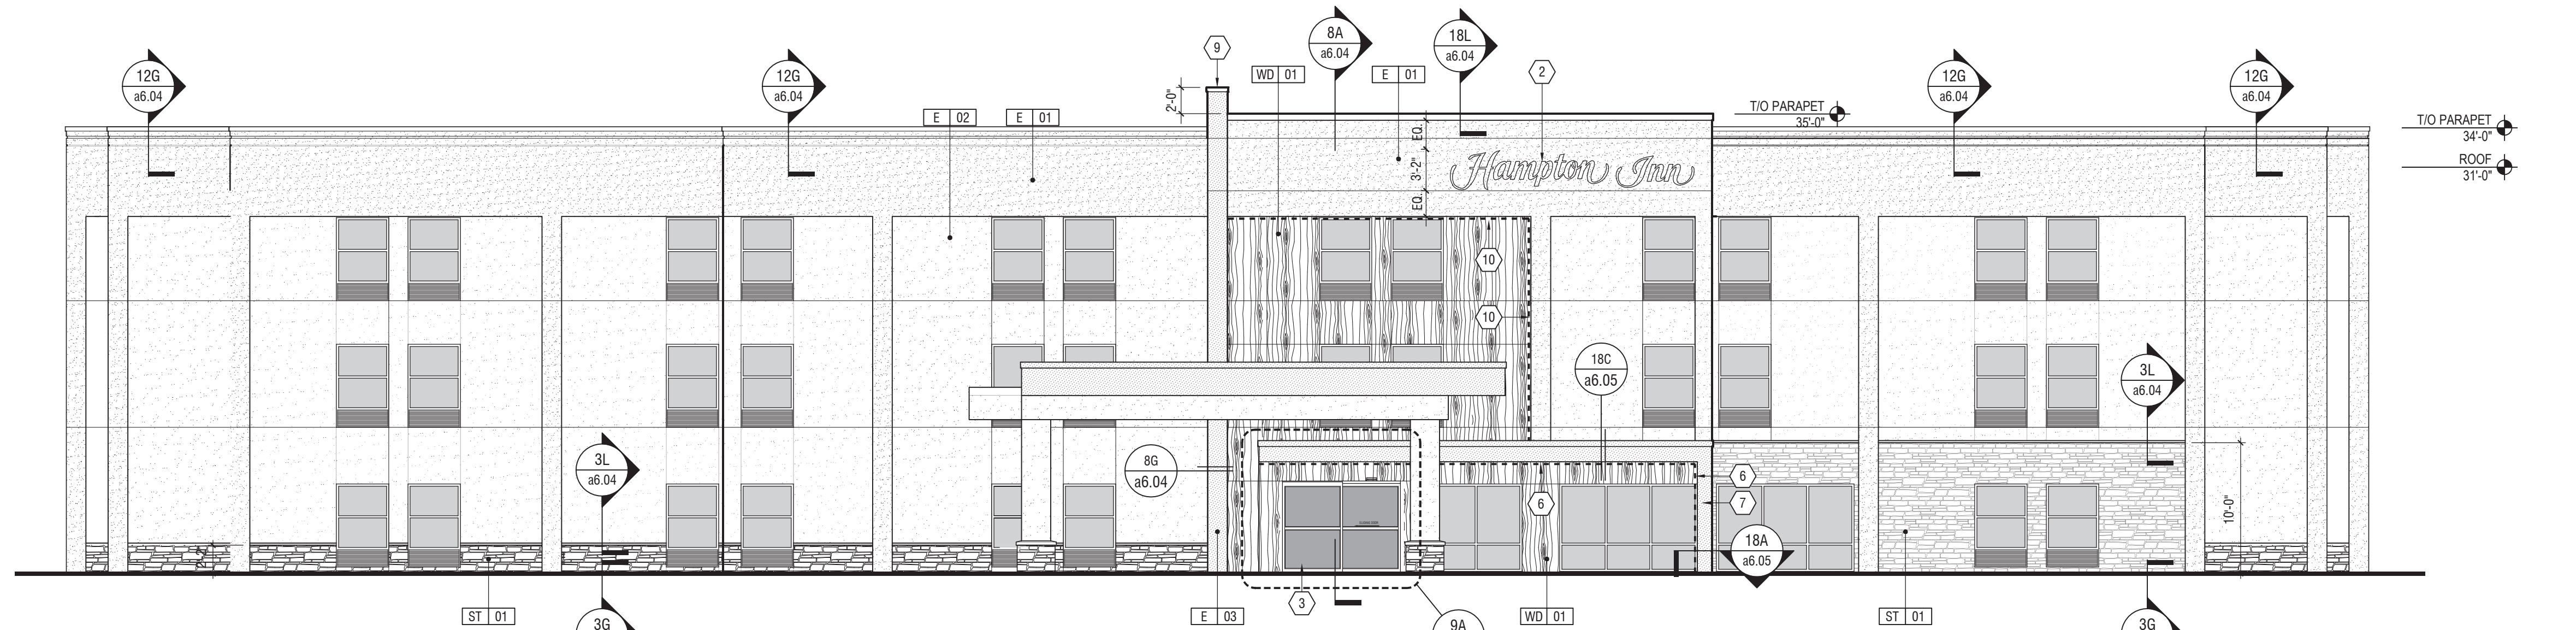 8A
a6.04
18L
a6.04
9
12G
a6.04
12G
a6.04
WD 01
E 01
2
12G
a6.04
12G
a6.04
2'-0"
E 02
E 01
T/O PARAPET
35'-0"
T/O PARAPET
34'-0"
ROOF
31'-0"
EQ.
3'-2"
EQ.
Hampton Inn
10
10
18C
a6.05
3L
a6.04
3L
a6.04
8G
a6.04
6
6
7
10'-0"
18A
a6.05
3
ST 01
E 03
WD 01
ST 01
3G
9A
3G